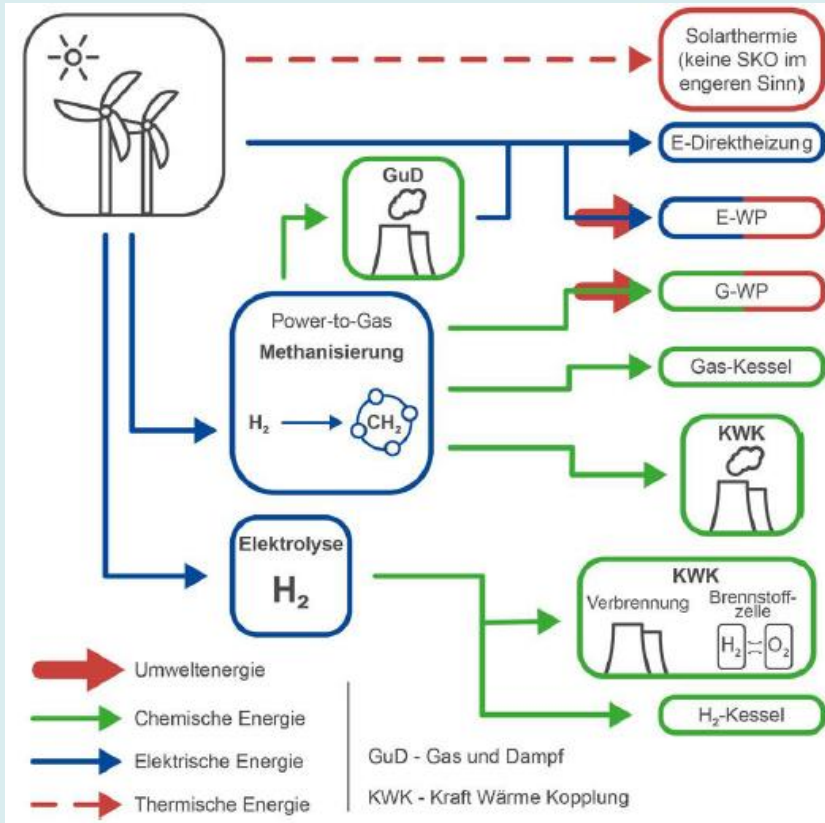 Solarthermie
(keine SKO im
engeren Sinn)
E-Direktheizung
GuD
E-WP
G-WP
Power-to-Gas
Methanisierung
H₂
CH₂
Gas-Kessel
KWK
Elektrolyse
H₂
KWK
Verbrennung
Brennstoff-
zelle
H₂
O₂
H₂-Kessel
Umweltenergie
Chemische Energie
Elektrische Energie
Thermische Energie
GuD - Gas und Dampf
KWK - Kraft Wärme Kopplung